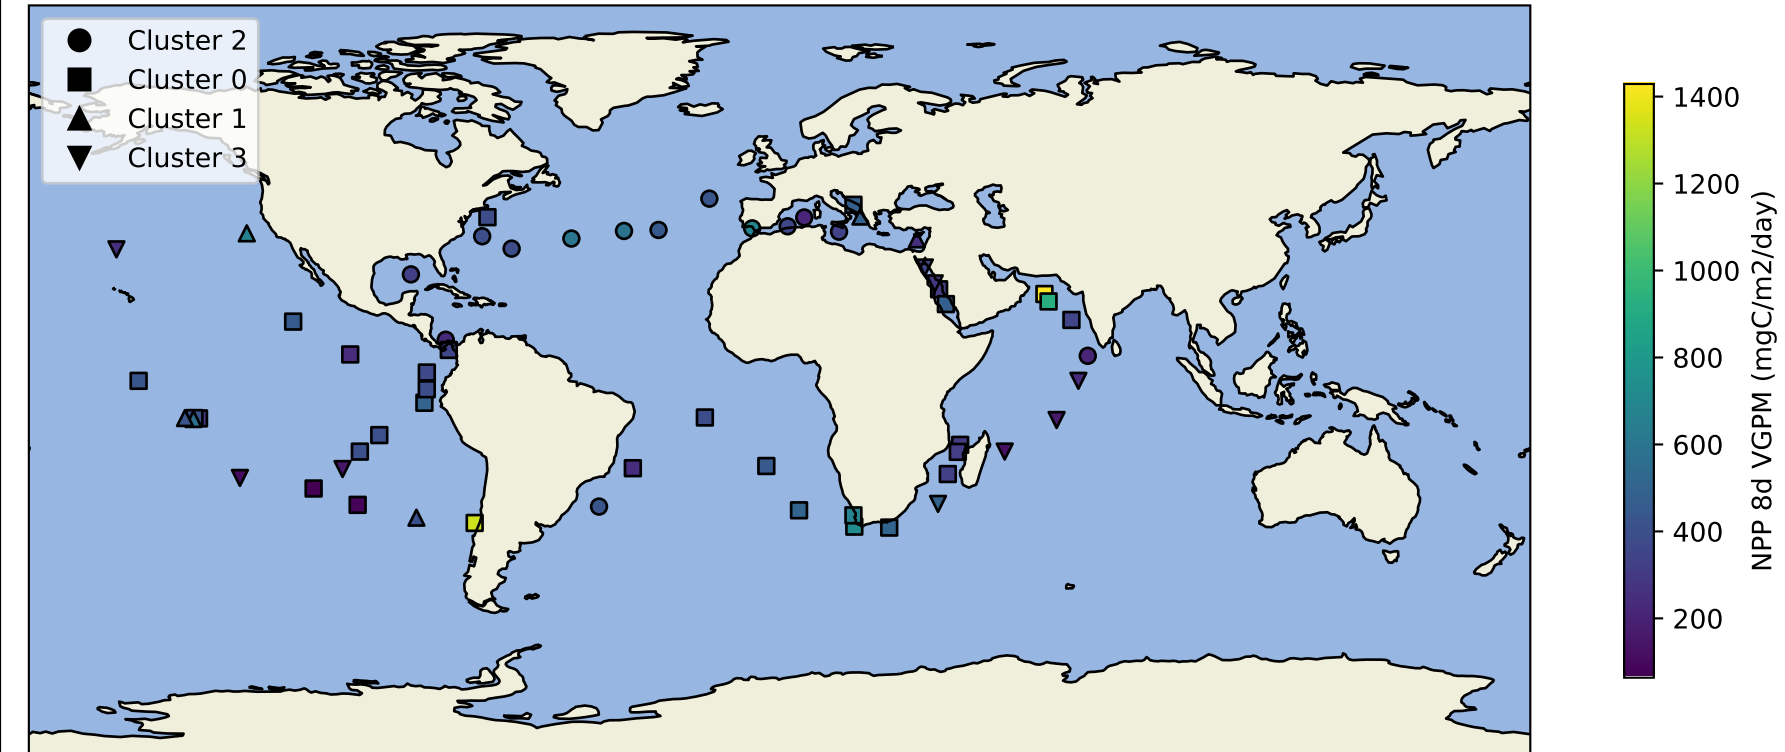 Cluster 2
Cluster 0
Cluster 1
Cluster 3
1400
1200
1000
800
600
400
200
NPP 8d VGPM (mgC/m2/day)